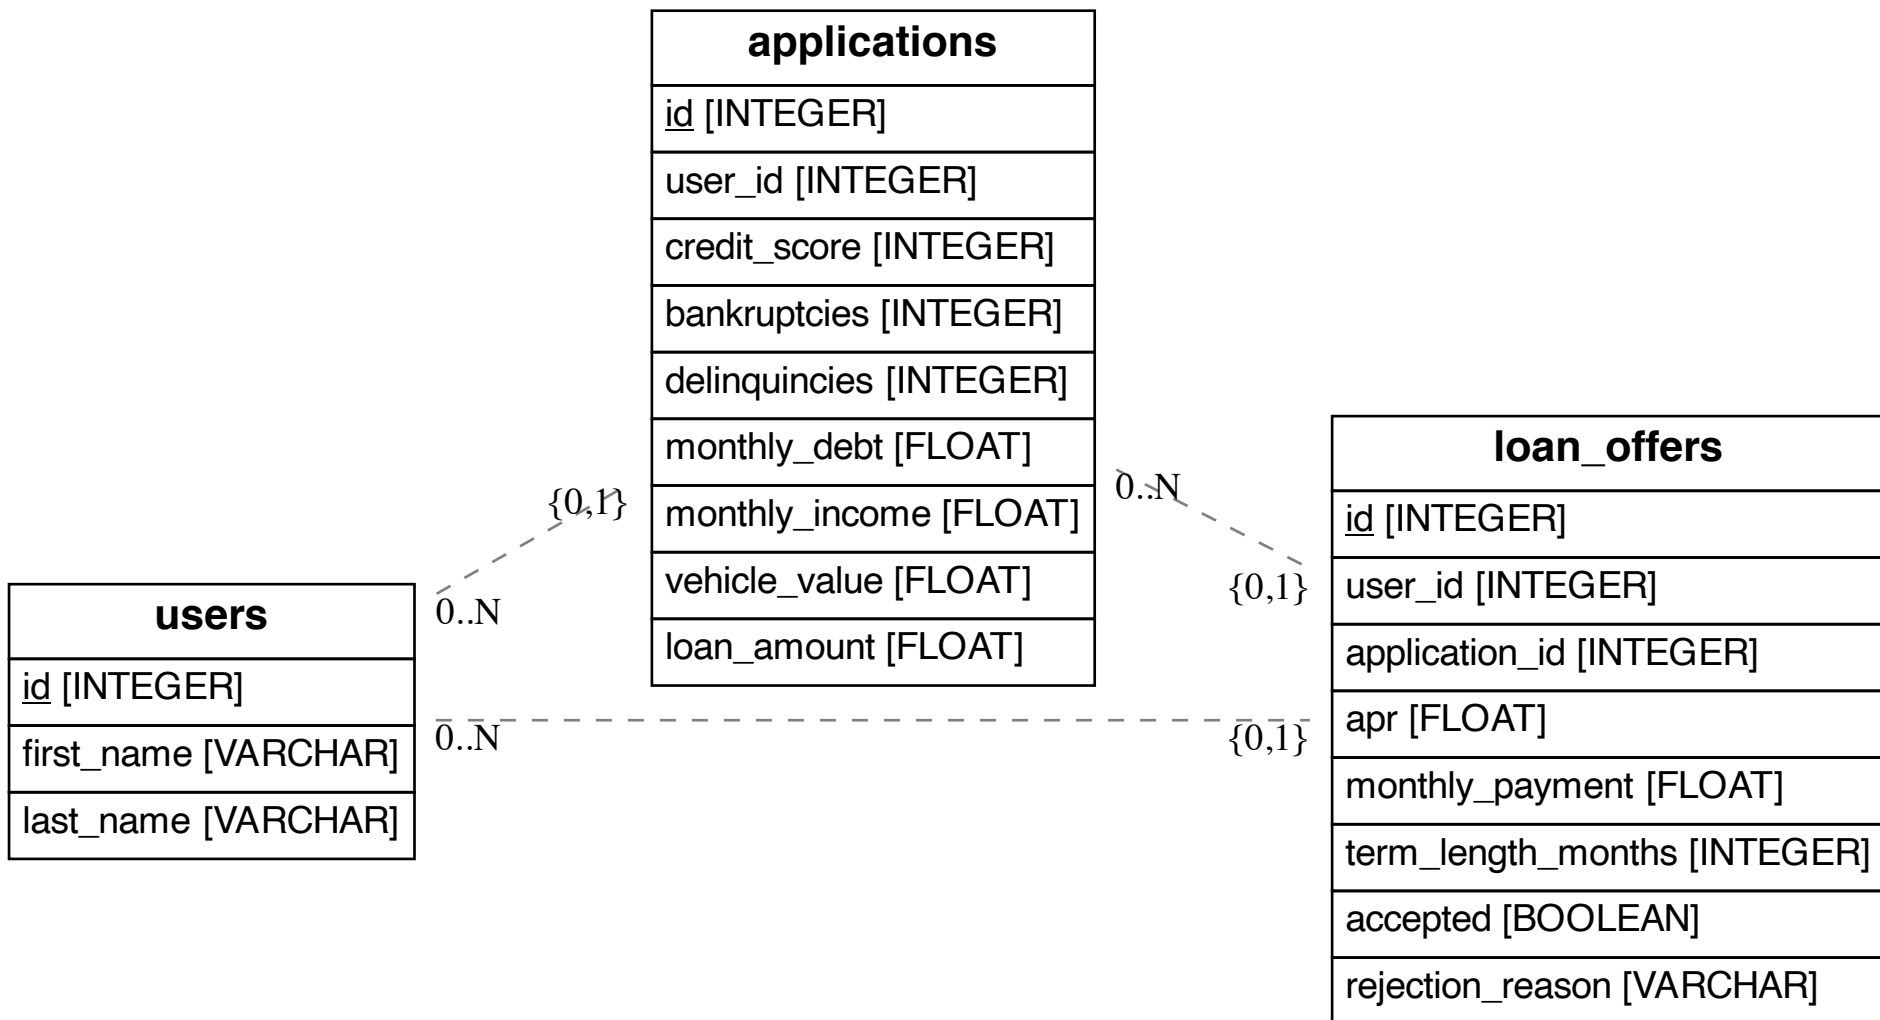 applications
id [INTEGER]
user_id [INTEGER]
credit_score [INTEGER]
bankruptcies [INTEGER]
delinquincies [INTEGER]
monthly_debt [FLOAT]
monthly_income [FLOAT]
vehicle_value [FLOAT]
loan_amount [FLOAT]
{0,1}
0..N
0..N
{0,1}
users
id [INTEGER]
first_name [VARCHAR]
last_name [VARCHAR]
0..N
{0,1}
loan_offers
id [INTEGER]
user_id [INTEGER]
application_id [INTEGER]
apr [FLOAT]
monthly_payment [FLOAT]
term_length_months [INTEGER]
accepted [BOOLEAN]
rejection_reason [VARCHAR]